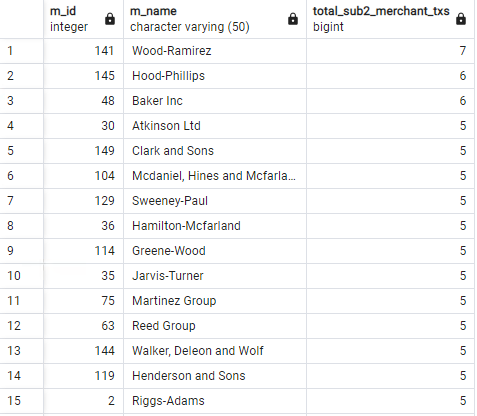 m_id m_name total_sub2_merchant_txs
integer character varying (50) bigint
1 141 Wood-Ramirez 7
2 145 Hood-Phillips 6
3 48 Baker Inc 6
4 30 Atkinson Ltd 5
5 149 Clark and Sons 5
6 104 Mcdaniel, Hines and Mcfarla... 5
7 129 Sweeney-Paul 5
8 36 Hamilton-Mcfarland 5
9 114 Greene-Wood 5
10 35 Jarvis-Turner 5
11 75 Martinez Group 5
12 63 Reed Group 5
13 144 Walker, Deleon and Wolf 5
14 119 Henderson and Sons 5
15 2 Riggs-Adams 5